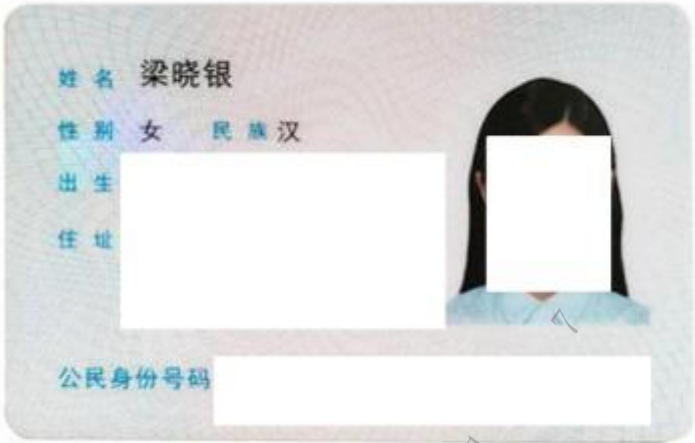 姓名 梁晓银
性别 女 民族 汉
出生
住址
公民身份号码